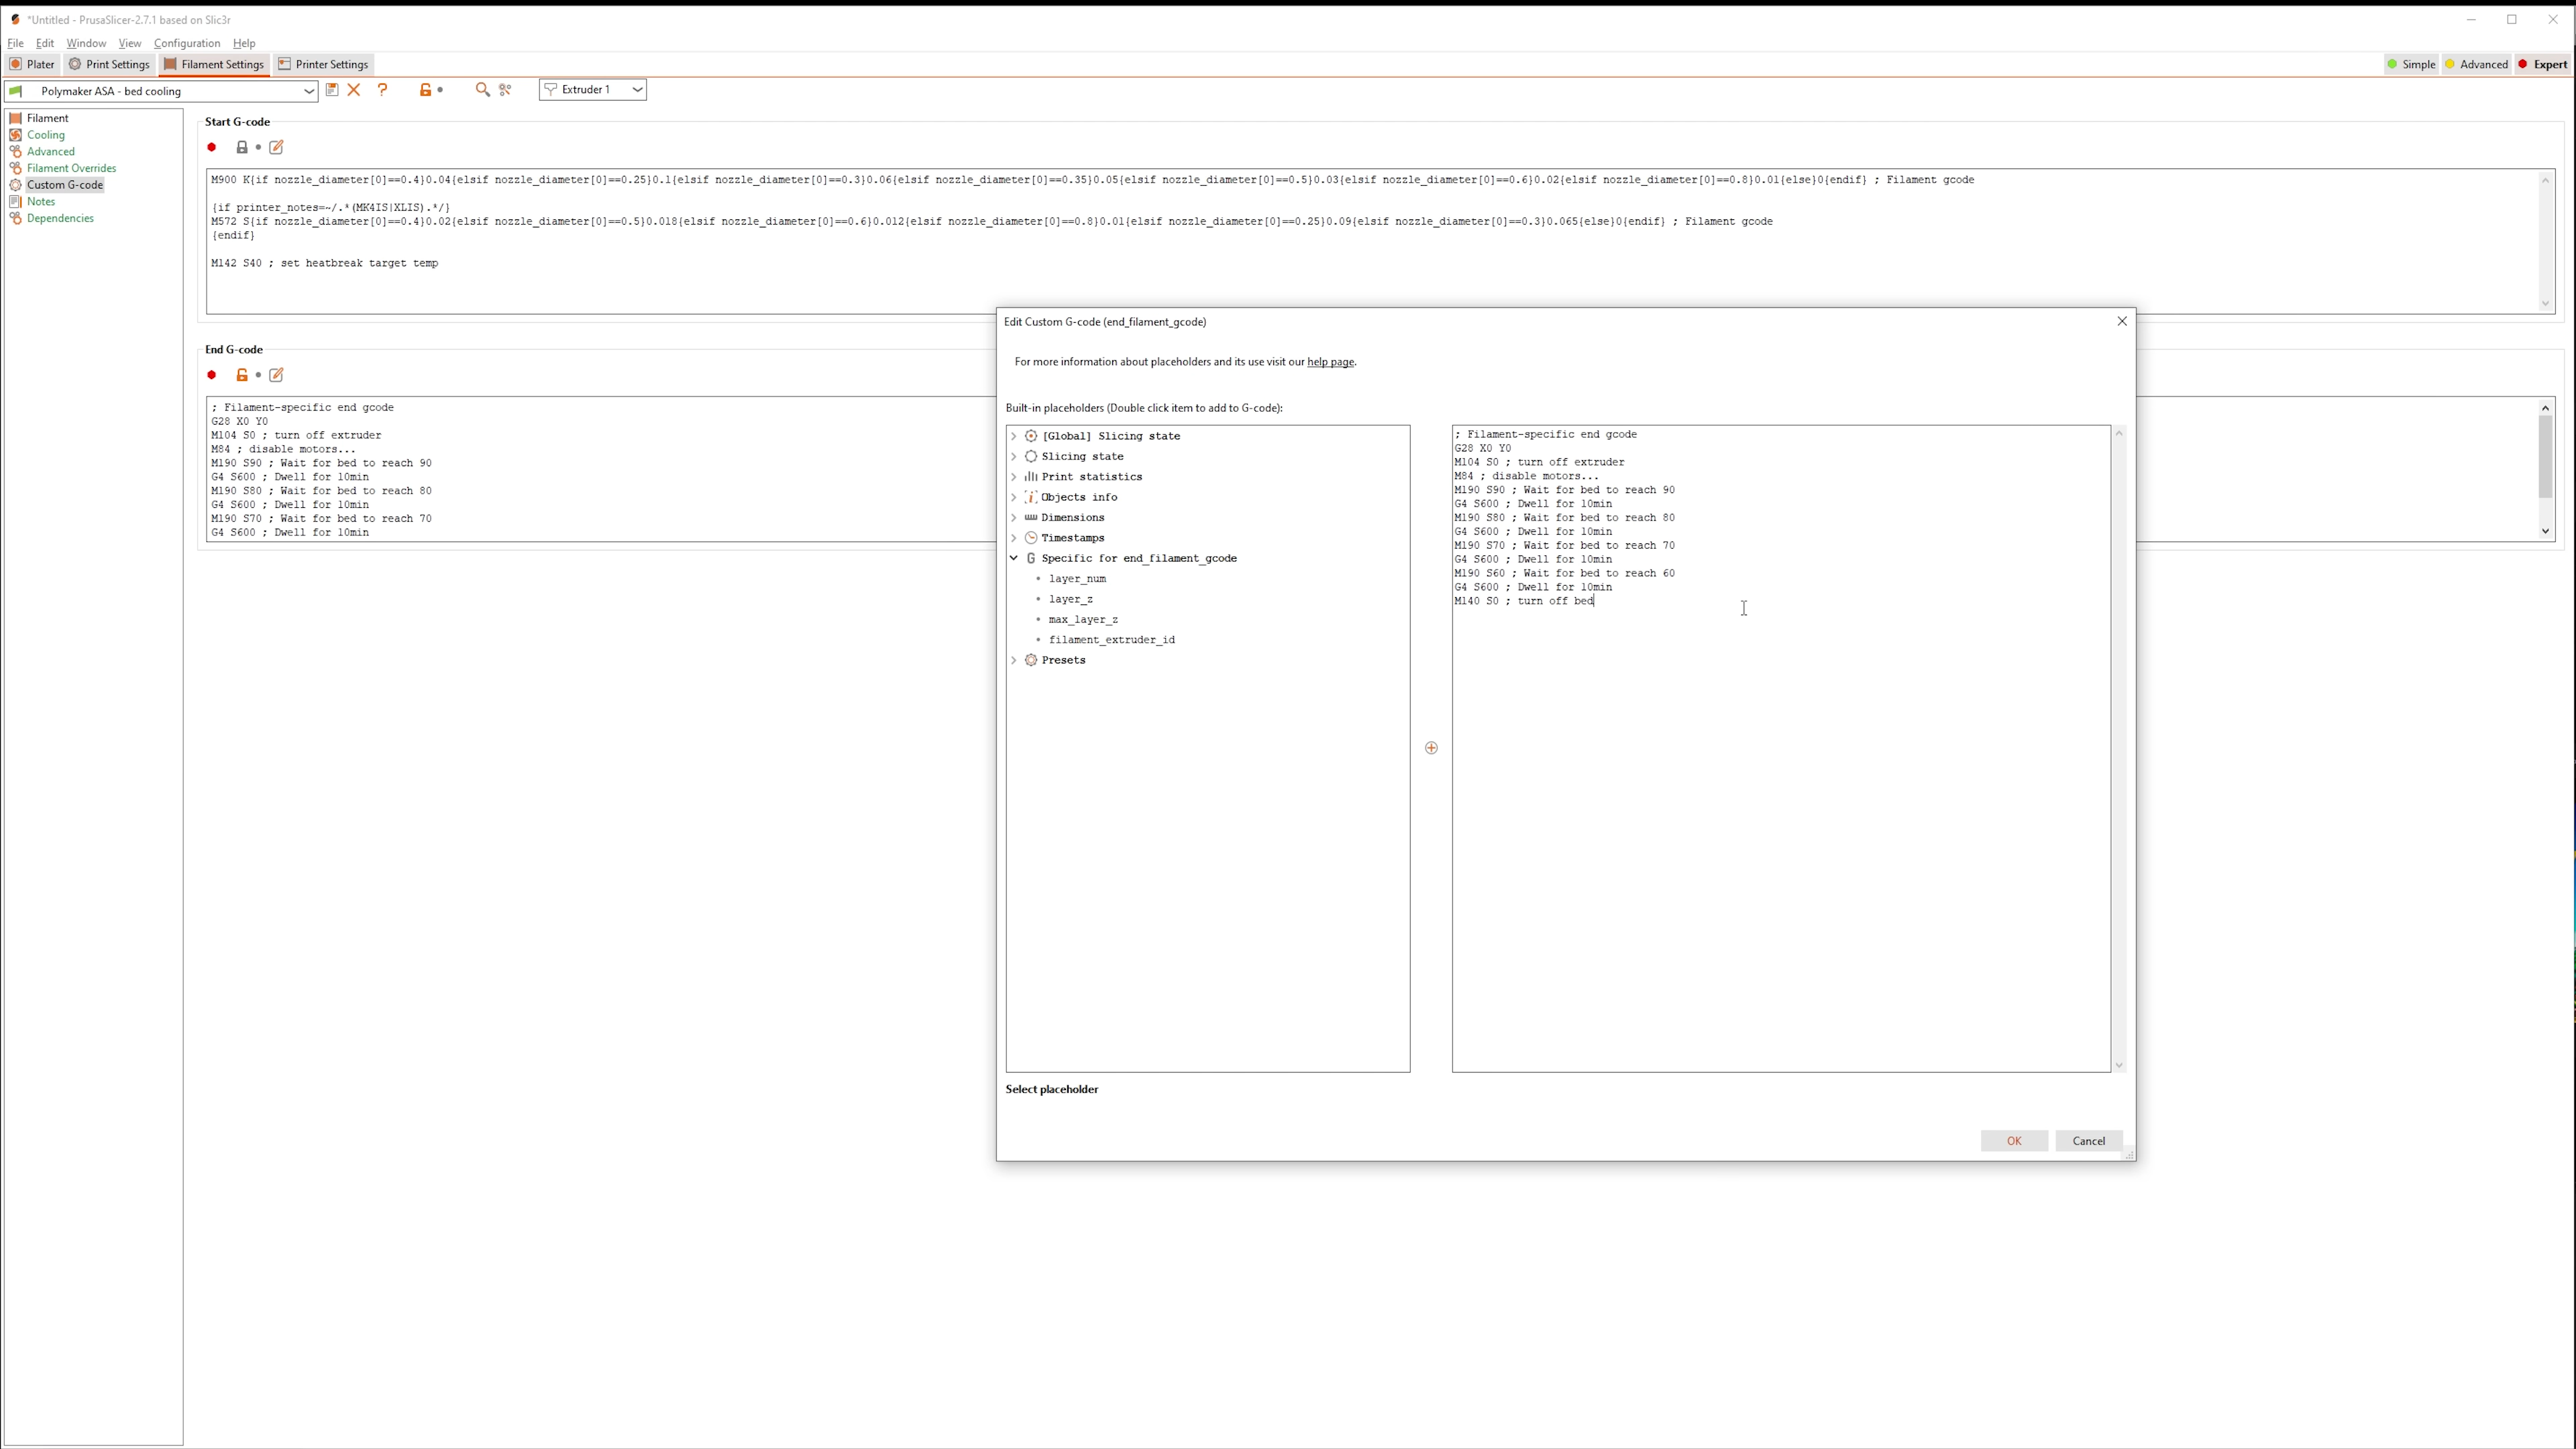 *Untitled - PrusaSlicer-2.7.1 based on Slic3r
File Edit Window View Configuration Help
Plater Print Settings Filament Settings Printer Settings Simple Advanced Expert
Polymaker ASA - bed cooling ? Extruder 1
Filament
Cooling
Advanced
Filament Overrides
Custom G-code
Notes
Dependencies
Start G-code
M900 K{if nozzle_diameter[0]==0.4}0.04{elsif nozzle_diameter[0]==0.25}0.1{elsif nozzle_diameter[0]==0.3}0.06{elsif nozzle_diameter[0]==0.35}0.05{elsif nozzle_diameter[0]==0.5}0.03{elsif nozzle_diameter[0]==0.6}0.02{elsif nozzle_diameter[0]==0.8}0.01{else}0{endif} ; Filament gcode
{if printer_notes=~/.*(MK4IS|XLIS).*/}
M572 S{if nozzle_diameter[0]==0.4}0.02{elsif nozzle_diameter[0]==0.5}0.018{elsif nozzle_diameter[0]==0.6}0.012{elsif nozzle_diameter[0]==0.8}0.01{elsif nozzle_diameter[0]==0.25}0.09{elsif nozzle_diameter[0]==0.3}0.065{else}0{endif} ; Filament gcode
{endif}
M142 S40 ; set heatbreak target temp
End G-code
; Filament-specific end gcode
G28 X0 Y0
M104 S0 ; turn off extruder
M84 ; disable motors...
M190 S90 ; Wait for bed to reach 90
G4 S600 ; Dwell for 10min
M190 S80 ; Wait for bed to reach 80
G4 S600 ; Dwell for 10min
M190 S70 ; Wait for bed to reach 70
G4 S600 ; Dwell for 10min
Edit Custom G-code (end_filament_gcode)
For more information about placeholders and its use visit our help page.
Built-in placeholders (Double click item to add to G-code):
[Global] Slicing state
Slicing state
Print statistics
Objects info
Dimensions
Timestamps
G Specific for end_filament_gcode
layer_num
layer_z
max_layer_z
filament_extruder_id
Presets
; Filament-specific end gcode
G28 X0 Y0
M104 S0 ; turn off extruder
M84 ; disable motors...
M190 S90 ; Wait for bed to reach 90
G4 S600 ; Dwell for 10min
M190 S80 ; Wait for bed to reach 80
G4 S600 ; Dwell for 10min
M190 S70 ; Wait for bed to reach 70
G4 S600 ; Dwell for 10min
M190 S60 ; Wait for bed to reach 60
G4 S600 ; Dwell for 10min
M140 S0 ; turn off bed
Select placeholder
OK Cancel